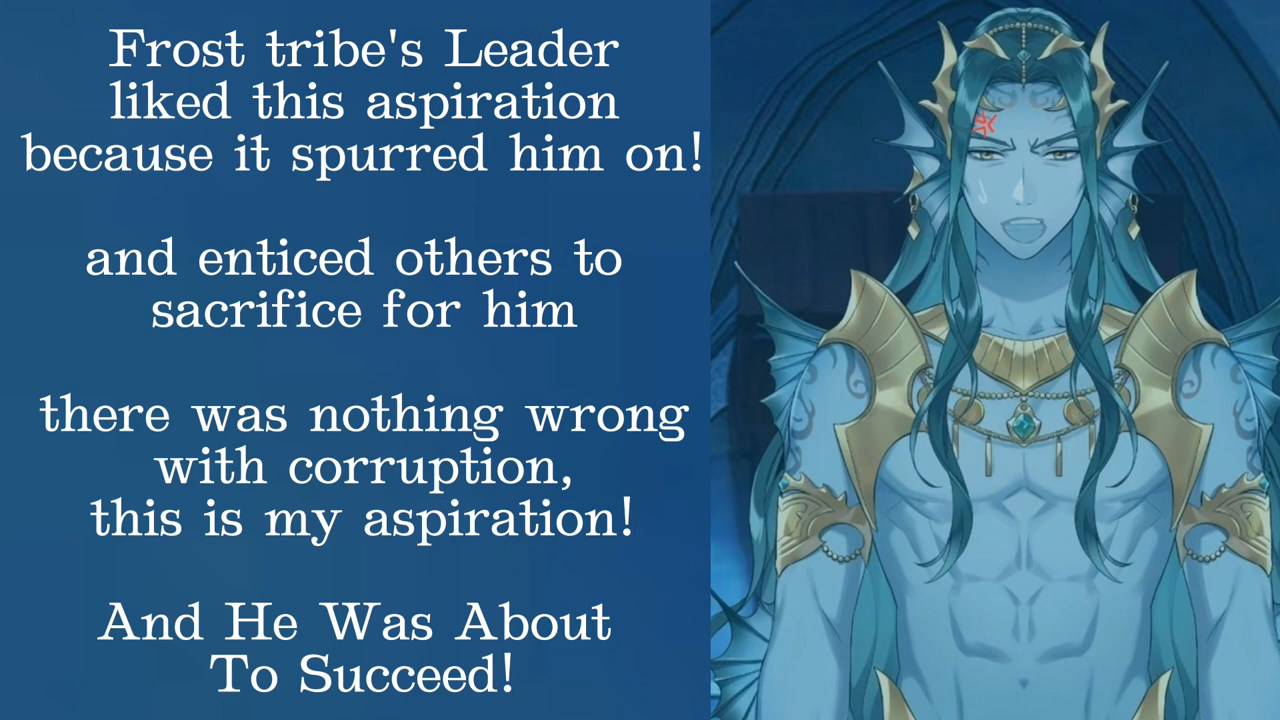 Frost tribe's Leader
liked this aspiration
because it spurred him on!
and enticed others to
sacrifice for him
there was nothing wrong
with corruption,
this is my aspiration!
And He Was About
To Succeed!